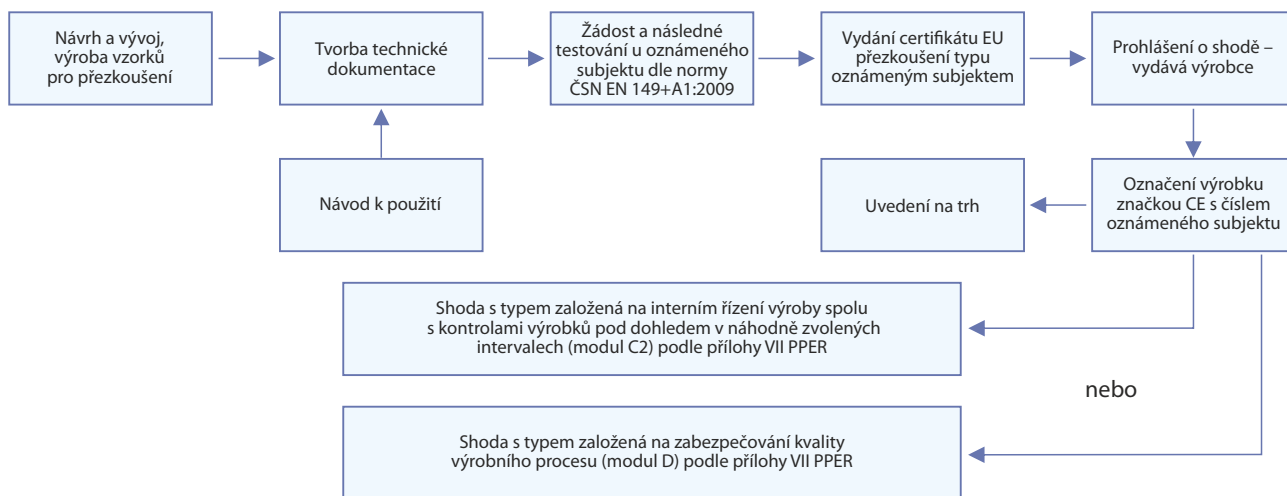 Návrh a vývoj,
výroba vzorků
pro přezkoušení
Tvorba technické
dokumentace
Žádost a následné
testování u oznámeného
subjektu dle normy
ČSN EN 149+A1:2009
Vydání certifikátu EU
přezkoušení typu
oznámeným subjektem
Prohlášení o shodě –
vydává výrobce
Návod k použití
Uvedení na trh
Označení výrobku
značkou CE s číslem
oznámeného subjektu
Shoda s typem založená na interním řízení výroby spolu
s kontrolami výrobků pod dohledem v náhodně zvolených
intervalech (modul C2) podle přílohy VII PPER
nebo
Shoda s typem založená na zabezpečování kvality
výrobního procesu (modul D) podle přílohy VII PPER